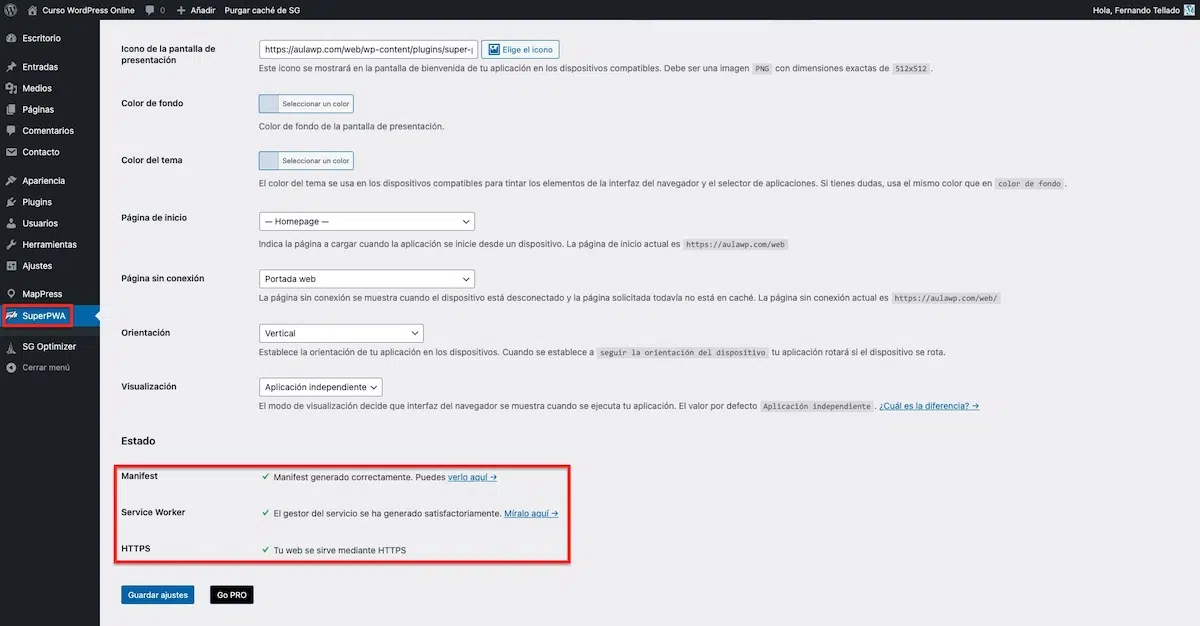 Curso WordPress Online 0 Añadir Purgar caché de SG Hola, Fernando Tellado
Escritorio
Entradas
Medios
Páginas
Comentarios
Contacto
Apariencia
Plugins
Usuarios
Herramientas
Ajustes
MapPress
SuperPWA
SG Optimizer
Cerrar menú
Icono de la pantalla de
presentación
https://aulawp.com/web/wp-content/plugins/super-p Elige el icono
Este icono se mostrará en la pantalla de bienvenida de tu aplicación en los dispositivos compatibles. Debe ser una imagen PNG con dimensiones exactas de 512x512 .
Color de fondo
Seleccionar un color
Color de fondo de la pantalla de presentación.
Color del tema
Seleccionar un color
El color del tema se usa en los dispositivos compatibles para tintar los elementos de la interfaz del navegador y el selector de aplicaciones. Si tienes dudas, usa el mismo color que en color de fondo .
Página de inicio
— Homepage —
Indica la página a cargar cuando la aplicación se inicie desde un dispositivo. La página de inicio actual es https://aulawp.com/web
Página sin conexión
Portada web
La página sin conexión se muestra cuando el dispositivo está desconectado y la página solicitada todavía no está en caché. La página sin conexión actual es https://aulawp.com/web/
Orientación
Vertical
Establece la orientación de tu aplicación en los dispositivos. Cuando se establece a seguir la orientación del dispositivo tu aplicación rotará si el dispositivo se rota.
Visualización
Aplicación independiente
El modo de visualización decide que interfaz del navegador se muestra cuando se ejecuta tu aplicación. El valor por defecto Aplicación independiente . ¿Cuál es la diferencia? →
Estado
Manifest
✓ Manifest generado correctamente. Puedes verlo aquí →
Service Worker
✓ El gestor del servicio se ha generado satisfactoriamente. Míralo aquí →
HTTPS
✓ Tu web se sirve mediante HTTPS
Guardar ajustes Go PRO